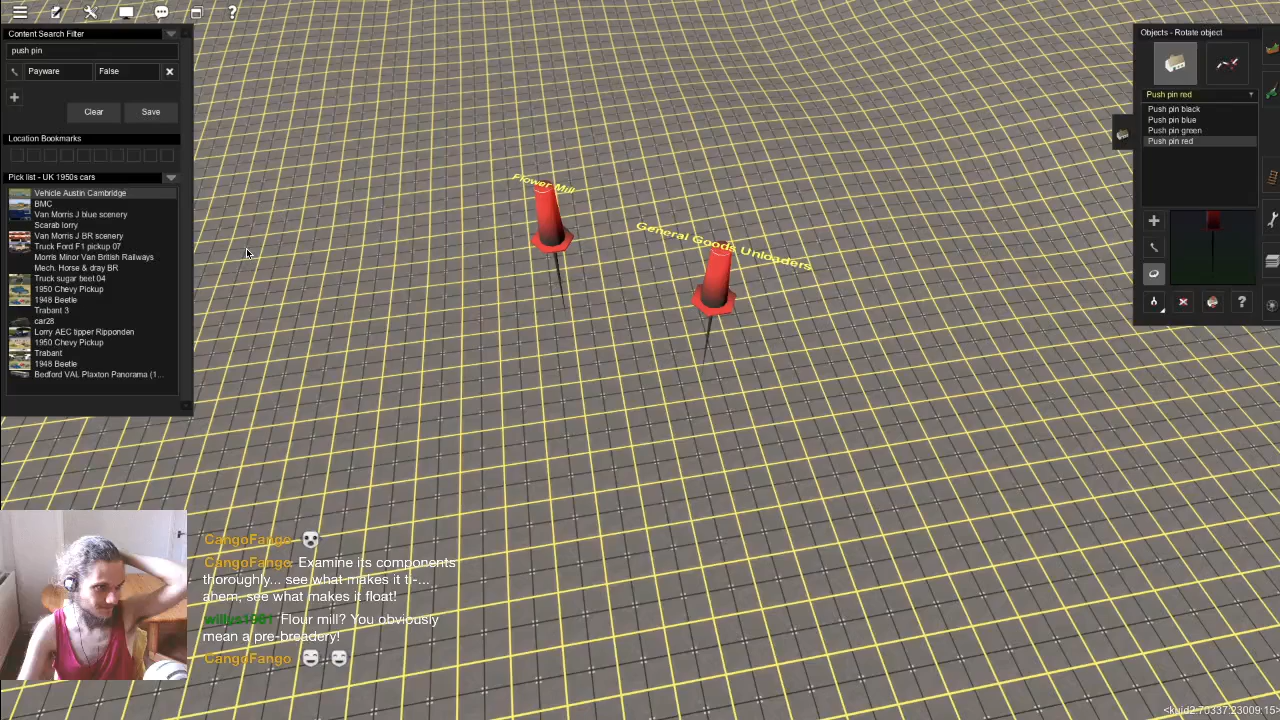 Content Search Filter
push pin
Payware False
Clear Save
Location Bookmarks
Pick list - UK 1950s cars
Vehicle Austin Cambridge
BMC
Van Morris J blue scenery
Scarab lorry
Van Morris J BR scenery
Truck Ford F1 pickup 07
Morris Minor Van British Railways
Mech. Horse & dray BR
Truck sugar beet 04
1950 Chevy Pickup
1948 Beetle
Trabant 3
car28
Lorry AEC tipper Ripponden
1950 Chevy Pickup
Trabant
1948 Beetle
Bedford VAL Plaxton Panorama (1...
Flower Mill
General Goods Unloaders
Objects - Rotate object
Push pin red
Push pin black
Push pin blue
Push pin green
Push pin red
CangoFango
CangoFango: Examine its components
thoroughly... see what makes it ti-...
ahem, see what makes it float!
Flour mill? You obviously
mean a pre-breadery!
CangoFango
<kuid2:70337:23009:15>